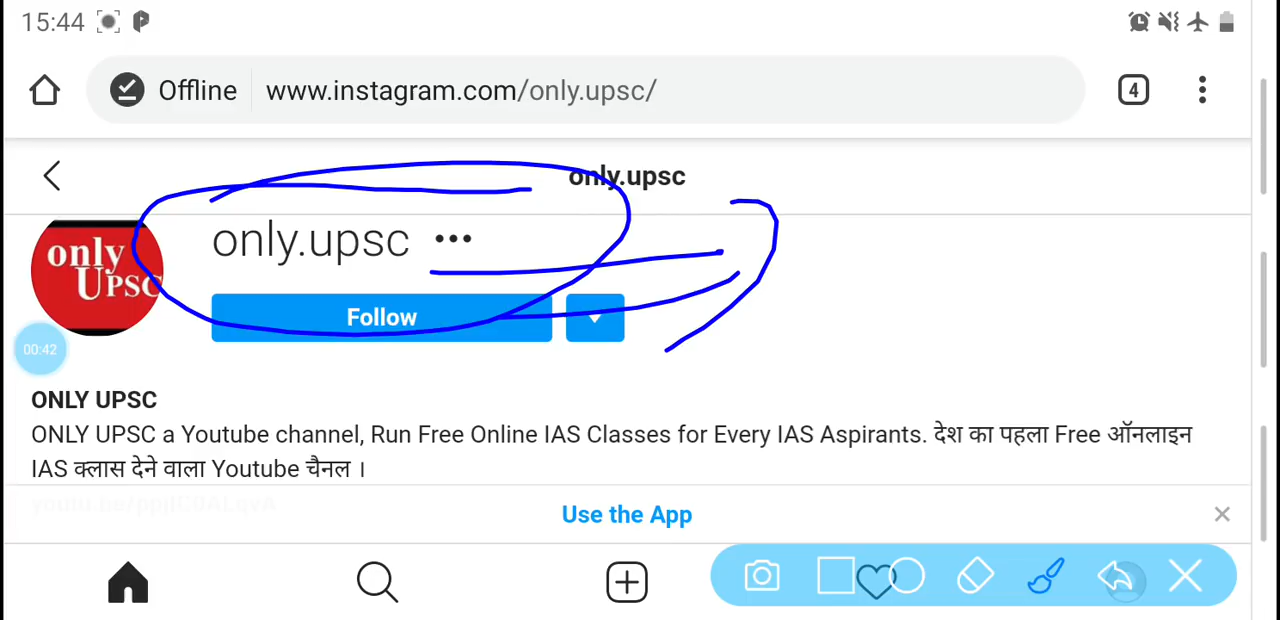 15:44
Offline www.instagram.com/only.upsc/ 4
only.upsc
only UPSC
only.upsc •••
Follow
00:42
ONLY UPSC
ONLY UPSC a Youtube channel, Run Free Online IAS Classes for Every IAS Aspirants. देश का पहला Free ऑनलाइन
IAS क्लास देने वाला Youtube चैनल ।
Use the App